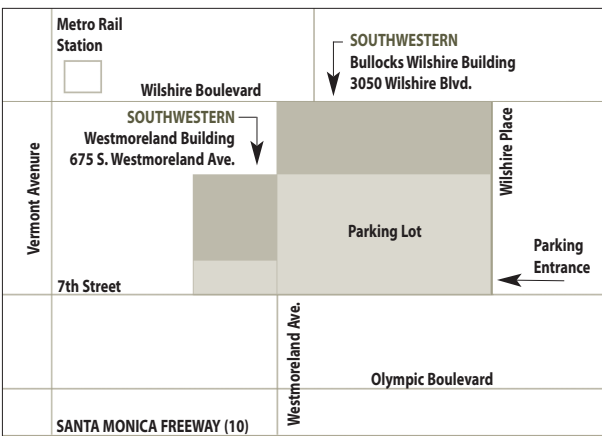 Metro Rail
Station
SOUTHWESTERN
Bullocks Wilshire Building
3050 Wilshire Blvd.
Wilshire Boulevard
SOUTHWESTERN
Westmoreland Building
675 S. Westmoreland Ave.
Wilshire Place
Vermont Avenure
Parking Lot
Parking
Entrance
7th Street
Westmoreland Ave.
Olympic Boulevard
SANTA MONICA FREEWAY (10)